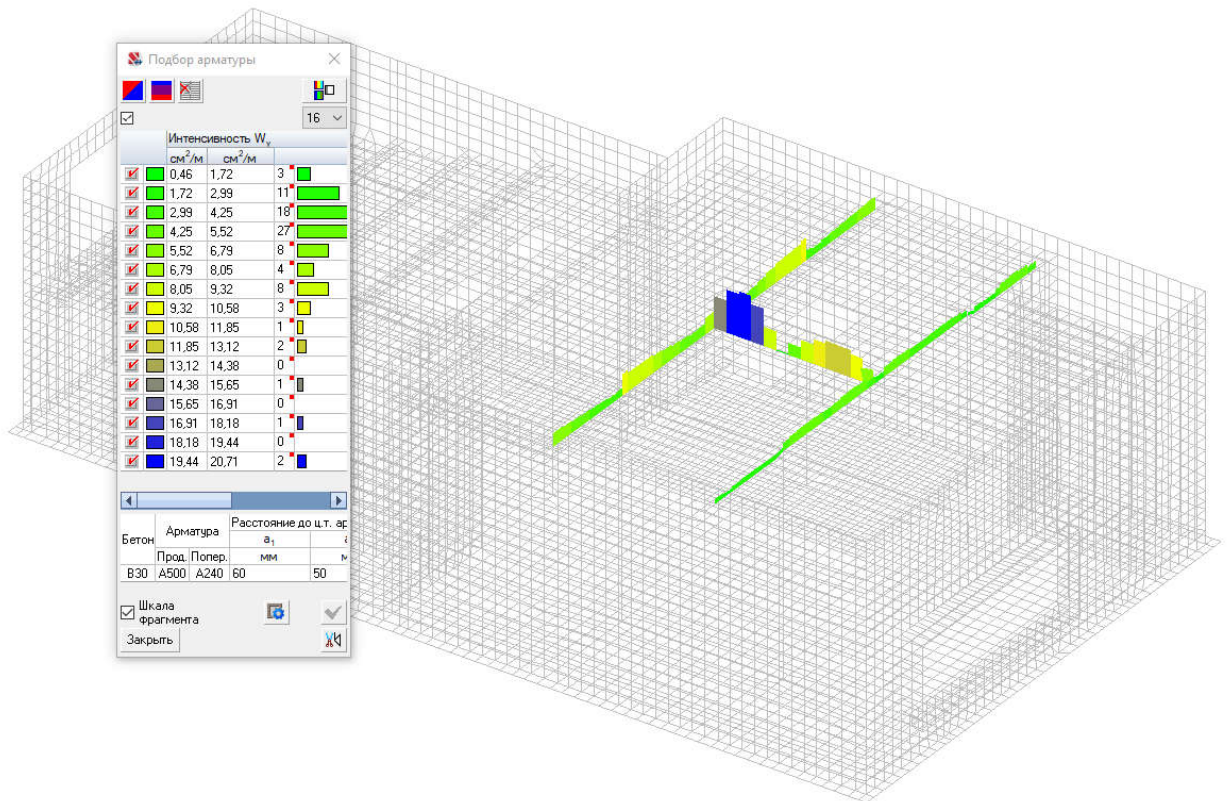 Подбор арматуры
16
Интенсивность Wy
см²/м см²/м
0,46 1,72 3
1,72 2,99 11
2,99 4,25 18
4,25 5,52 27
5,52 6,79 8
6,79 8,05 4
8,05 9,32 8
9,32 10,58 3
10,58 11,85 1
11,85 13,12 2
13,12 14,38 0
14,38 15,65 1
15,65 16,91 0
16,91 18,18 1
18,18 19,44 0
19,44 20,71 2
Бетон Арматура Расстояние до ц.т. ар
a₁
Прод. Попер. мм
B30 A500 A240 60 50
Шкала
фрагмента
Закрыть